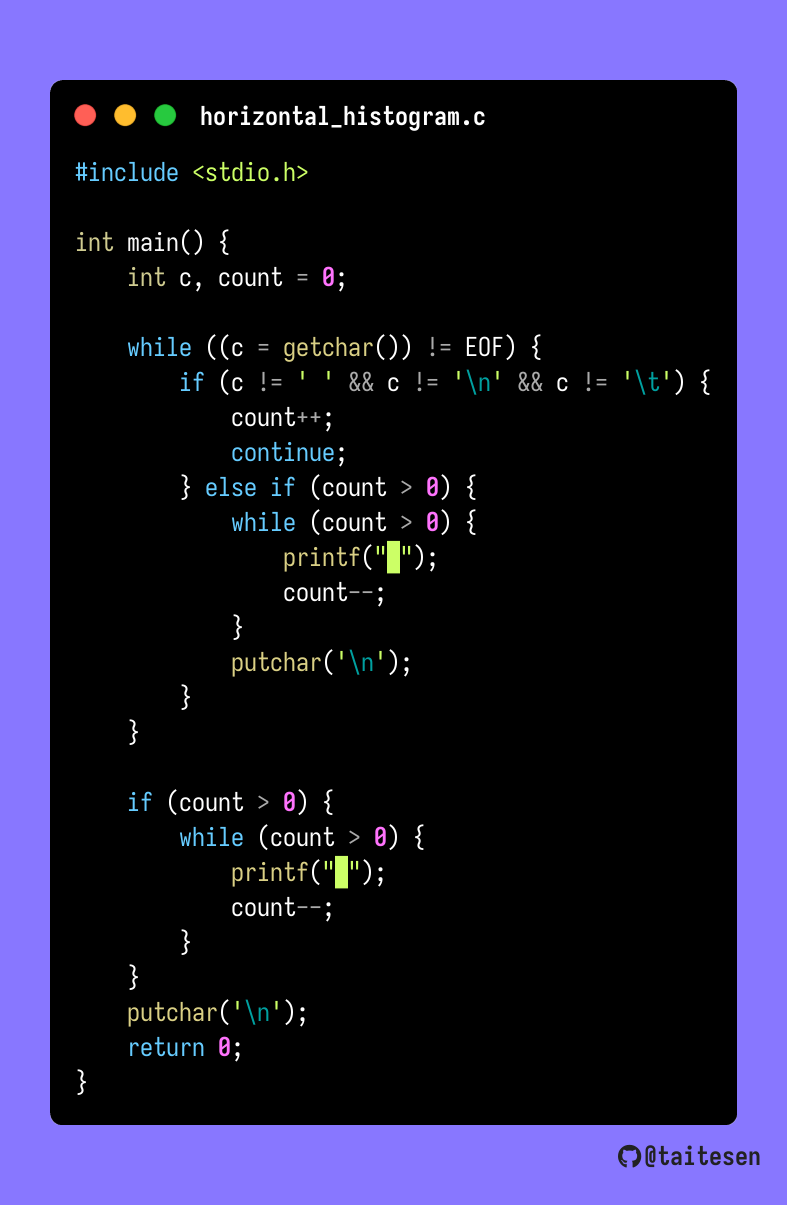 horizontal_histogram.c
#include <stdio.h>

int main() {
    int c, count = 0;

    while ((c = getchar()) != EOF) {
        if (c != ' ' && c != '\n' && c != '\t') {
            count++;
            continue;
        } else if (count > 0) {
            while (count > 0) {
                printf("█");
                count--;
            }
            putchar('\n');
        }
    }

    if (count > 0) {
        while (count > 0) {
            printf("█");
            count--;
        }
    }
    putchar('\n');
    return 0;
}
@taitesen